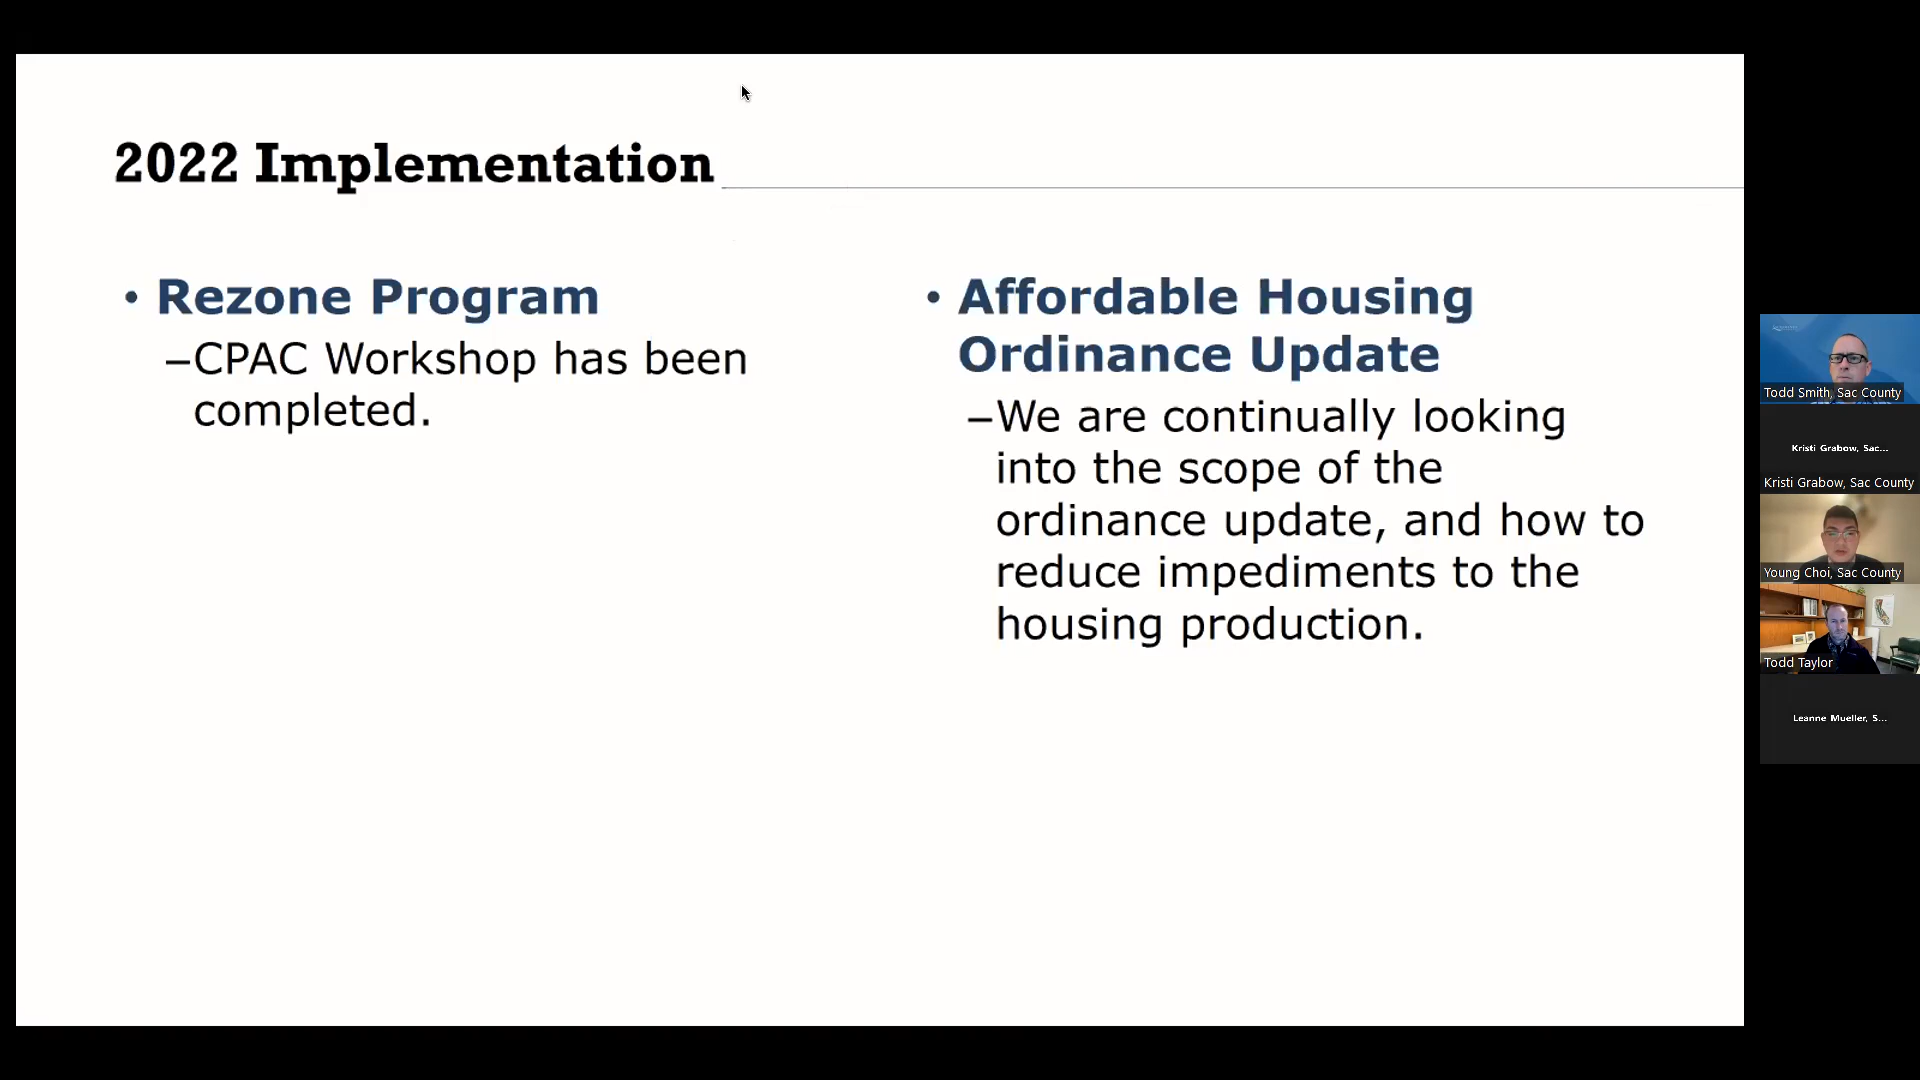 2022 Implementation
• Rezone Program
–CPAC Workshop has been
completed.
• Affordable Housing
Ordinance Update
–We are continually looking
into the scope of the
ordinance update, and how to
reduce impediments to the
housing production.
Todd Smith, Sac County
Kristi Grabow, Sac...
Kristi Grabow, Sac County
Young Choi, Sac County
Todd Taylor
Leanne Mueller, S...